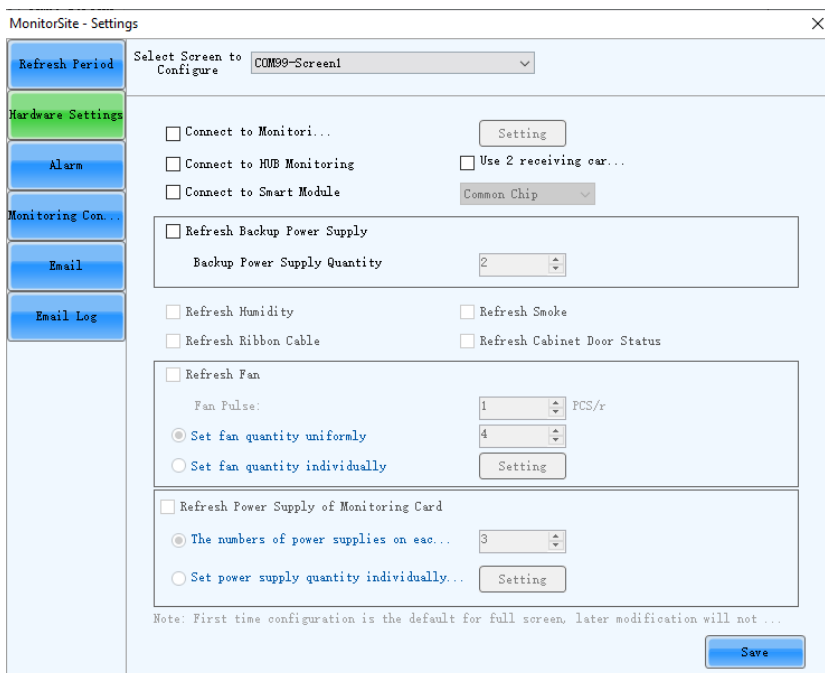 MonitorSite - Settings
Refresh Period
Select Screen to Configure
COM99-Screen1
Hardware Settings
Connect to Monitori...
Setting
Connect to HUB Monitoring
Use 2 receiving car...
Alarm
Connect to Smart Module
Common Chip
Monitoring Con...
Refresh Backup Power Supply
Backup Power Supply Quantity
2
Email
Email Log
Refresh Humidity
Refresh Smoke
Refresh Ribbon Cable
Refresh Cabinet Door Status
Refresh Fan
Fan Pulse:
1
PCS/r
Set fan quantity uniformly
4
Set fan quantity individually
Setting
Refresh Power Supply of Monitoring Card
The numbers of power supplies on eac...
3
Set power supply quantity individually...
Setting
Note: First time configuration is the default for full screen, later modification will not ...
Save